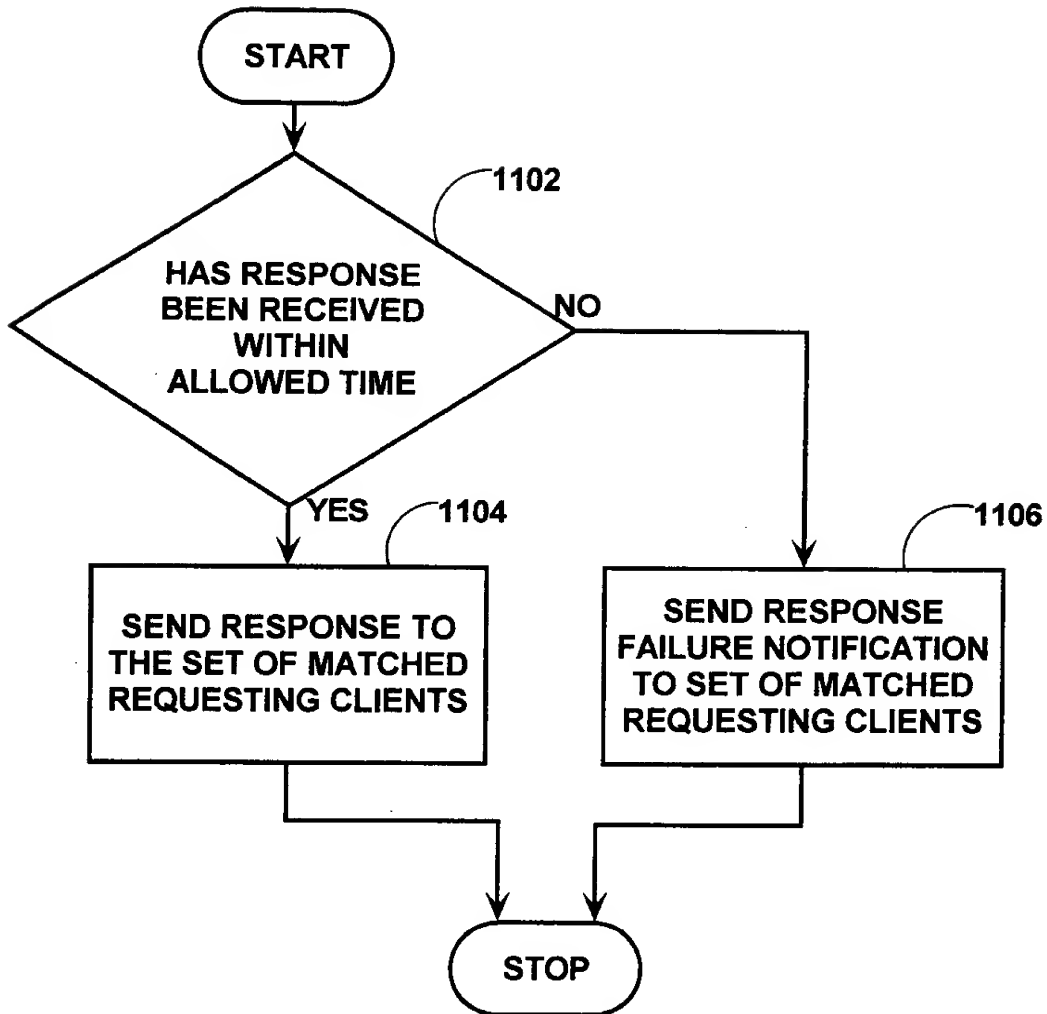 START
1102
HAS RESPONSE
BEEN RECEIVED
WITHIN
ALLOWED TIME
NO
YES
1104
1106
SEND RESPONSE TO
THE SET OF MATCHED
REQUESTING CLIENTS
SEND RESPONSE
FAILURE NOTIFICATION
TO SET OF MATCHED
REQUESTING CLIENTS
STOP